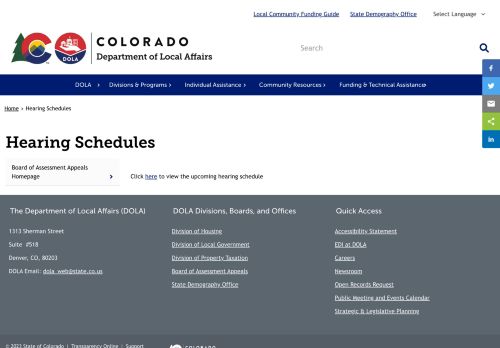 Local Community Funding Guide State Demography Office Select Language
COLORADO
Department of Local Affairs
DOLA
Search
DOLA Divisions & Programs Individual Assistance Community Resources Funding & Technical Assistance
Home > Hearing Schedules
Hearing Schedules
Board of Assessment Appeals
Homepage
Click here to view the upcoming hearing schedule
The Department of Local Affairs (DOLA) DOLA Divisions, Boards, and Offices Quick Access
1313 Sherman Street Division of Housing Accessibility Statement
Suite #518 Division of Local Government EDI at DOLA
Denver, CO, 80203 Division of Property Taxation Careers
DOLA Email: dola_web@state.co.us Board of Assessment Appeals Newsroom
State Demography Office Open Records Request
Public Meeting and Events Calendar
Strategic & Legislative Planning
© 2023 State of Colorado | Transparency Online | Support
COLORADO